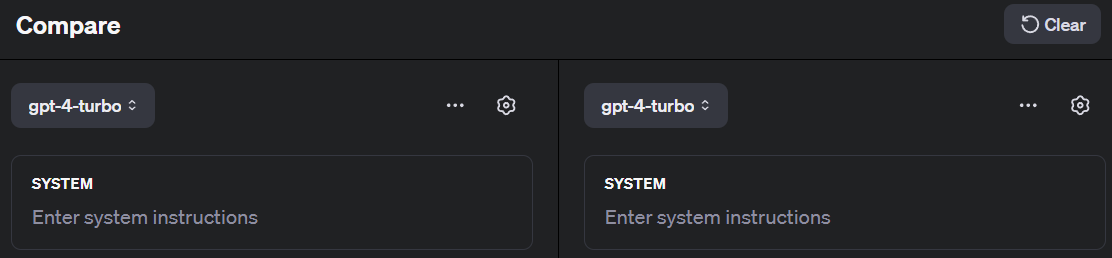 Compare
Clear
gpt-4-turbo
gpt-4-turbo
SYSTEM
Enter system instructions
SYSTEM
Enter system instructions